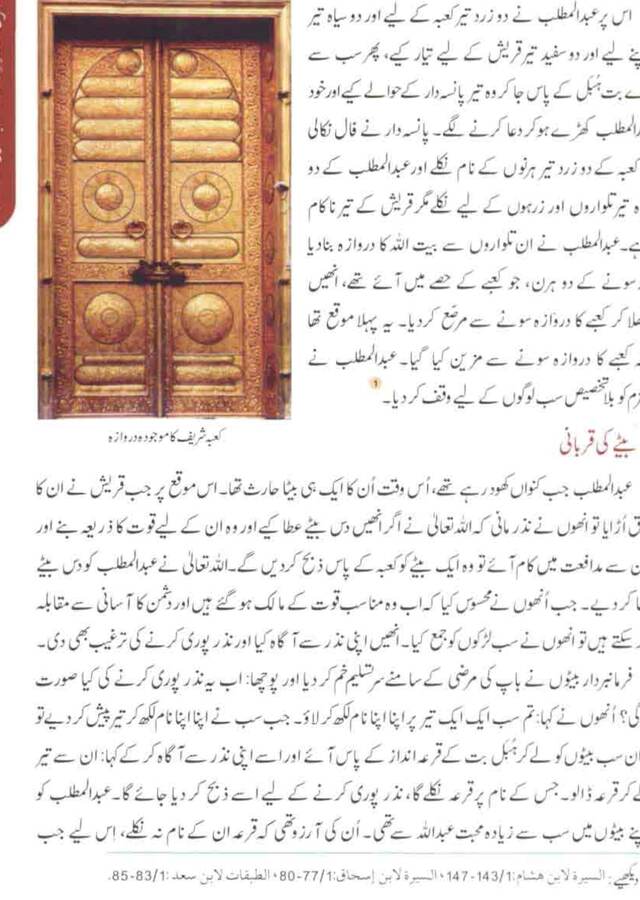 اس پر عبدالمطلب نے دو زرد تیر کعبہ کے لیے اور دو سیاہ تیر
پنے لیے اور دو سفید تیر قریش کے لیے تیار کیے، پھر سب سے
ے بت ہُبَل کے پاس جا کر وہ تیر پانسہ دار کے حوالے کیے اور خود
دالمطلب کھڑے ہو کر دعا کرنے لگے۔ پانسہ دار نے فال نکالی
کعبہ کے دو زرد تیر ہرنوں کے نام نکلے اور عبدالمطلب کے دو
ہ تیر تلواروں اور زرہوں کے لیے نکلے مگر قریش کے تیر ناکام
ہے۔ عبدالمطلب نے ان تلواروں سے بیت اللہ کا دروازہ بنا دیا
سونے کے دو ہرن، جو کعبے کے حصے میں آئے تھے، انھیں
ھلا کر کعبے کا دروازہ سونے سے مرصّع کر دیا۔ یہ پہلا موقع تھا
ہ کعبے کا دروازہ سونے سے مزین کیا گیا۔ عبدالمطلب نے
زم کو بلا تخصیص سب لوگوں کے لیے وقف کر دیا۔ 1
کعبہ شریف کا موجودہ دروازہ
بیٹے کی قربانی
عبدالمطلب جب کنواں کھود رہے تھے، اُس وقت اُن کا ایک ہی بیٹا حارث تھا۔ اس موقع پر جب قریش نے ان کا
ق اُڑایا تو انھوں نے نذر مانی کہ اللہ تعالیٰ نے اگر انھیں دس بیٹے عطا کیے اور وہ ان کے لیے قوت کا ذریعہ بنے اور
ن سے مدافعت میں کام آئے تو وہ ایک بیٹے کو کعبہ کے پاس ذبح کر دیں گے۔ اللہ تعالیٰ نے عبدالمطلب کو دس بیٹے
ا کر دیے۔ جب اُنھوں نے محسوس کیا کہ اب وہ مناسب قوت کے مالک ہو گئے ہیں اور دشمن کا آسانی سے مقابلہ
ر سکتے ہیں تو انھوں نے سب لڑکوں کو جمع کیا۔ انھیں اپنی نذر سے آگاہ کیا اور نذر پوری کرنے کی ترغیب بھی دی۔
فرمانبردار بیٹوں نے باپ کی مرضی کے سامنے سر تسلیم خم کر دیا اور پوچھا: اب یہ نذر پوری کرنے کی کیا صورت
گی؟ اُنھوں نے کہا: تم سب ایک ایک تیر پر اپنا اپنا نام لکھ کر لاؤ۔ جب سب نے اپنا اپنا نام لکھ کر تیر پیش کر دیے تو
ان سب بیٹوں کو لے کر ہُبَل بت کے قرعہ انداز کے پاس آئے اور اسے اپنی نذر سے آگاہ کر کے کہا: ان سے تیر
لے کر قرعہ ڈالو۔ جس کے نام پر قرعہ نکلے گا، نذر پوری کرنے کے لیے اسے ذبح کر دیا جائے گا۔ عبدالمطلب کو
پنے بیٹوں میں سب سے زیادہ محبت عبداللہ سے تھی۔ اُن کی آرزو تھی کہ قرعہ ان کے نام نہ نکلے، اِس لیے جب
دیکھیے: السیرة لابن ھشام: 143/1-147، السیرة لابن إسحاق: 77/1-80، الطبقات لابن سعد: 83/1-85.